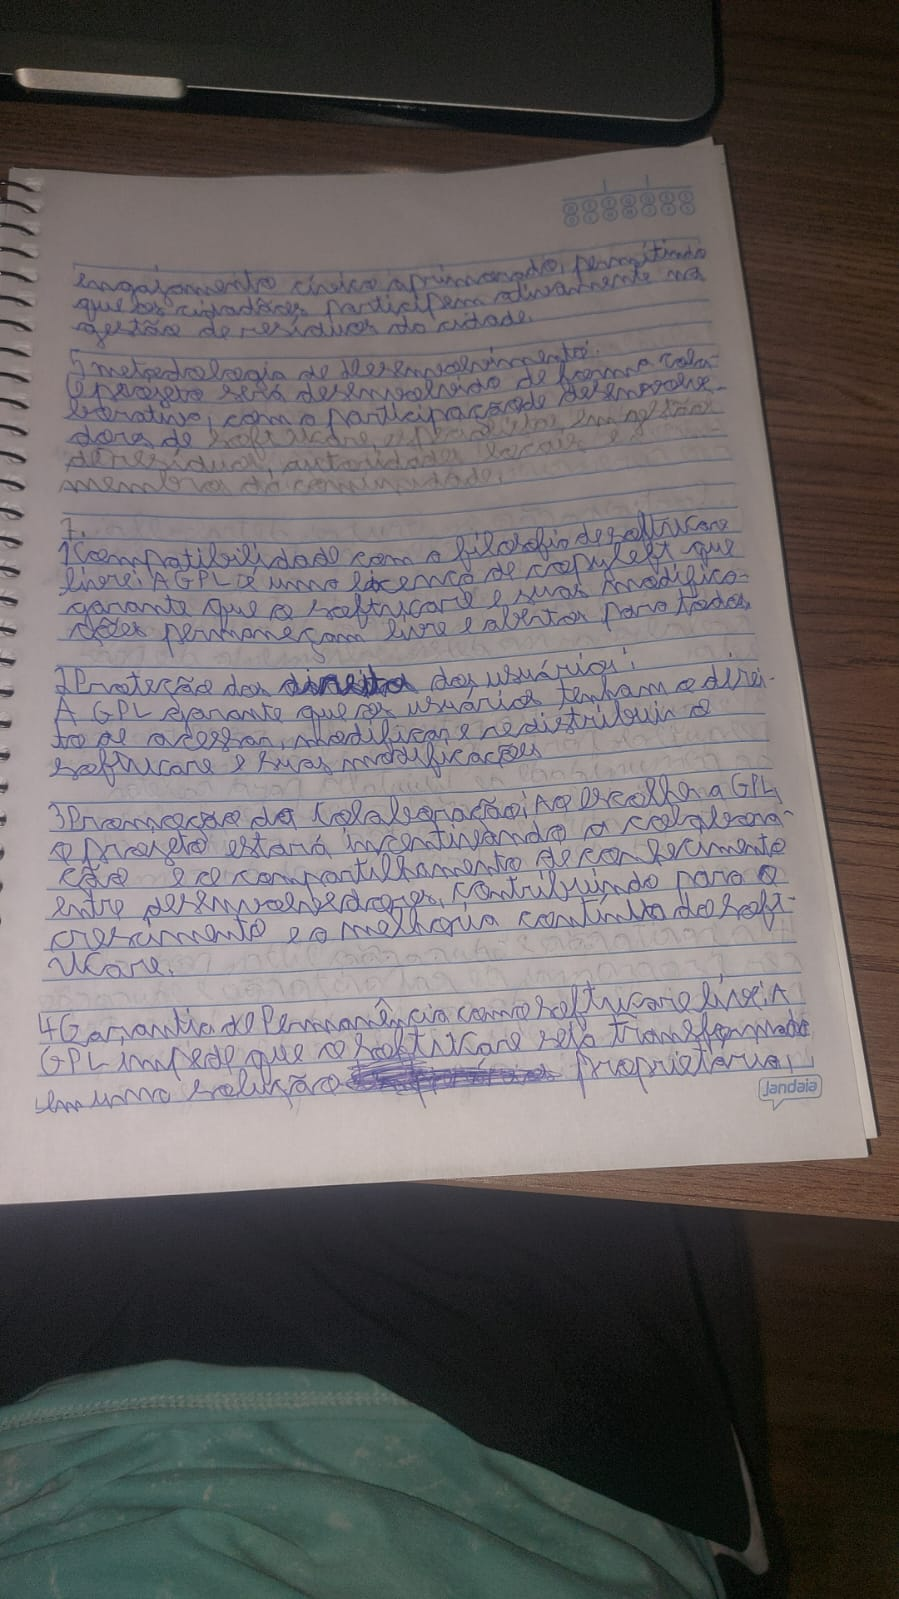 engajamento cívico aprimorado, permitindo
que os cidadões participem ativamente na
gestão de resíduos da cidade.
5 metodologia de desenvolvimento:
O projeto será desenvolvido de forma cola-
borativa, com a participação de desenvolve-
dora de software, em gestão
de resíduos, autoridades locais e
membros da comunidade.
7.
1)Compatibilidade com a filosofia de software
livre: A GPL é uma licença de copyleft que
garante que o software e suas modifica-
ções permaneçam livre e abertos para todos
2)Proteção dos direitos dos usuários:
A GPL garante que os usuários tenham o direi-
to de acessar, modificar e redistribuir o
software e suas modificações
3)Promoção da Colaboração: Ao escolher a GPL,
o projeto estará incentivando a colabora-
ção e o compartilhamento de conhecimento
entre desenvolvedores, contribuindo para o
crescimento e a melhoria contínua do soft-
ware.
4)Garantia de Permanência como software livre: A
GPL impede que o software seja transformado
em uma solução proprietária,
Jandaia